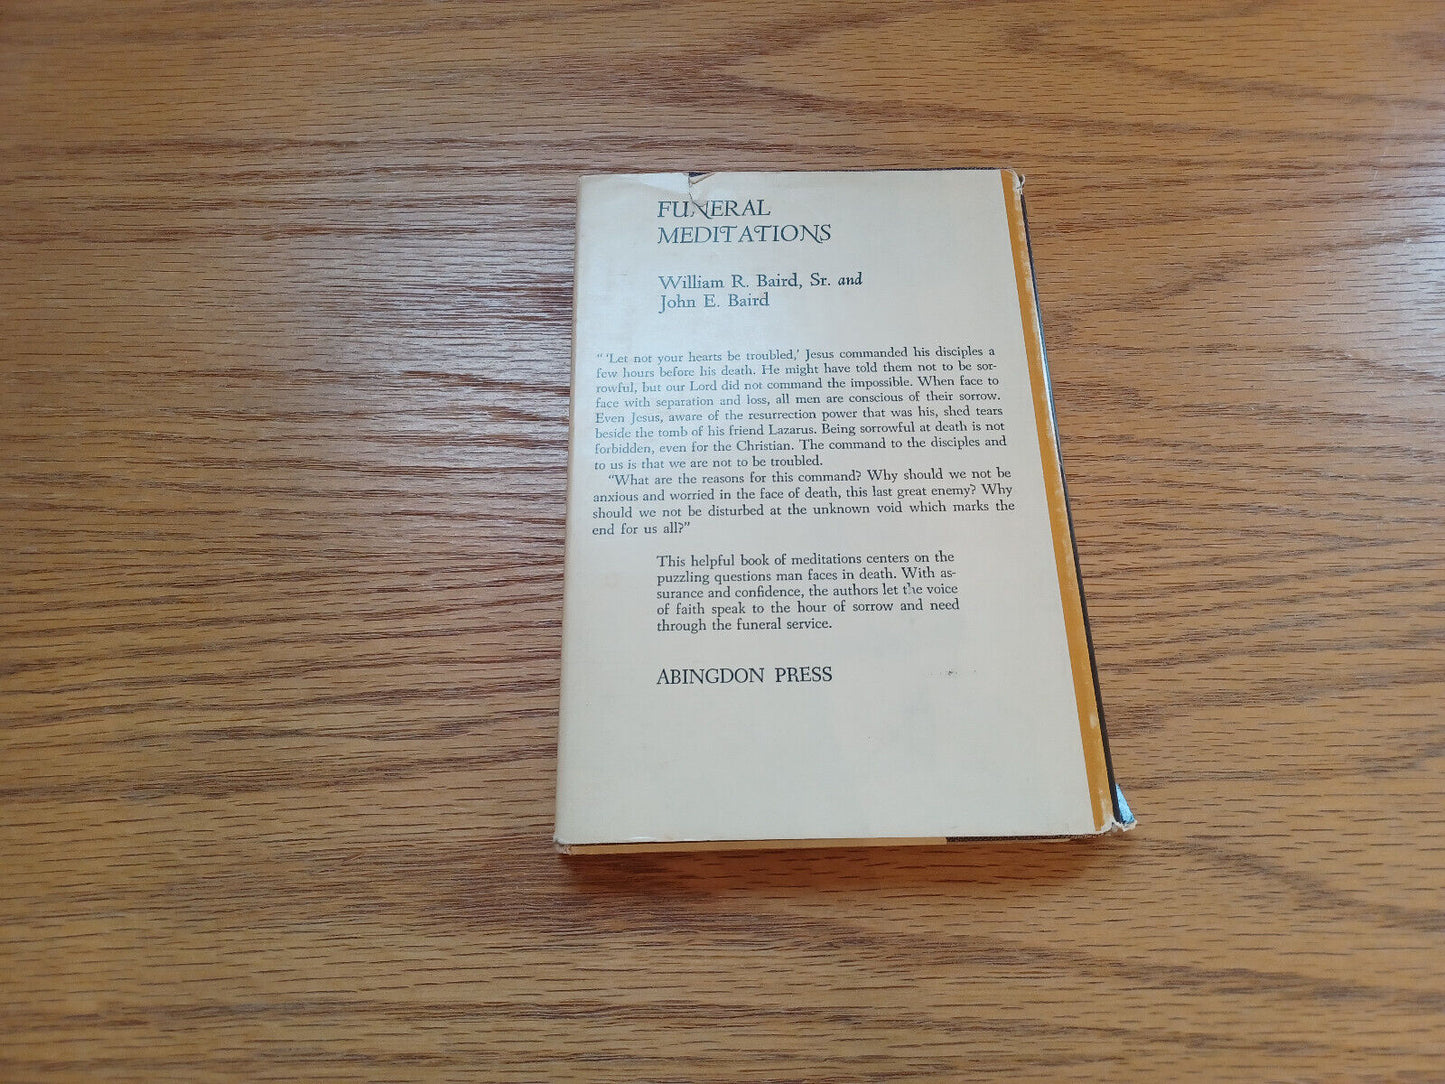 FUNERAL
MEDITATIONS
William R. Baird, Sr. and
John E. Baird
" 'Let not your hearts be troubled,' Jesus commanded his disciples a
few hours before his death. He might have told them not to be sor-
rowful, but our Lord did not command the impossible. When face to
face with separation and loss, all men are conscious of their sorrow.
Even Jesus, aware of the resurrection power that was his, shed tears
beside the tomb of his friend Lazarus. Being sorrowful at death is not
forbidden, even for the Christian. The command to the disciples and
to us is that we are not to be troubled.
"What are the reasons for this command? Why should we not be
anxious and worried in the face of death, this last great enemy? Why
should we not be disturbed at the unknown void which marks the
end for us all?"
This helpful book of meditations centers on the
puzzling questions man faces in death. With as-
surance and confidence, the authors let the voice
of faith speak to the hour of sorrow and need
through the funeral service.
ABINGDON PRESS